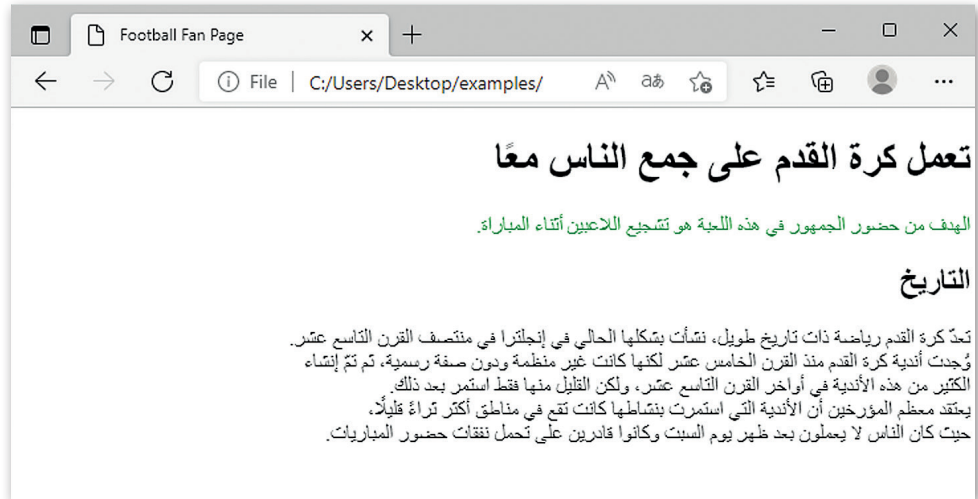 Football Fan Page
File | C:/Users/Desktop/examples/
تعمل كرة القدم على جمع الناس معًا
الهدف من حضور الجمهور في هذه اللعبة هو تشجيع اللاعبين أثناء المباراة.
التاريخ
تعدّ كرة القدم رياضة ذات تاريخ طويل، نشأت بشكلها الحالي في إنجلترا في منتصف القرن التاسع عشر.
وُجدت أندية كرة القدم منذ القرن الخامس عشر لكنها كانت غير منظمة ودون صفة رسمية، ثم تمّ إنشاء
الكثير من هذه الأندية في أواخر القرن التاسع عشر، ولكن القليل منها فقط استمر بعد ذلك.
يعتقد معظم المؤرخين أن الأندية التي استمرت بنشاطها كانت تقع في مناطق أكثر ثراءً قليلًا،
حيث كان الناس لا يعملون بعد ظهر يوم السبت وكانوا قادرين على تحمل نفقات حضور المباريات.